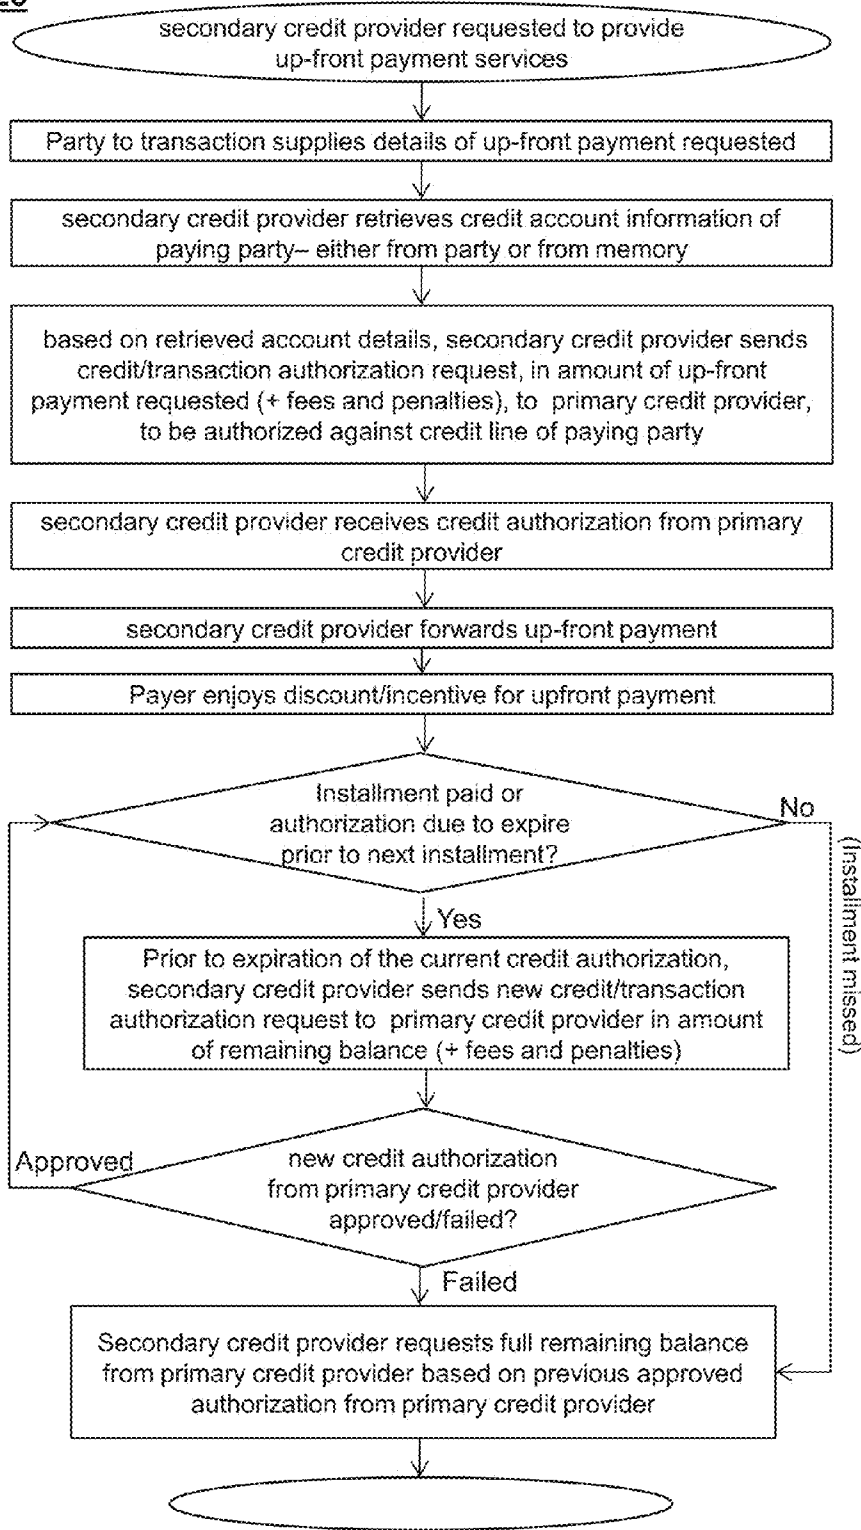 secondary credit provider requested to provide
up-front payment services
Party to transaction supplies details of up-front payment requested
secondary credit provider retrieves credit account information of
paying party– either from party or from memory
based on retrieved account details, secondary credit provider sends
credit/transaction authorization request, in amount of up-front
payment requested (+ fees and penalties), to primary credit provider,
to be authorized against credit line of paying party
secondary credit provider receives credit authorization from primary
credit provider
secondary credit provider forwards up-front payment
Payer enjoys discount/incentive for upfront payment
Installment paid or
authorization due to expire
prior to next installment?
No
(Installment missed)
Yes
Prior to expiration of the current credit authorization,
secondary credit provider sends new credit/transaction
authorization request to primary credit provider in amount
of remaining balance (+ fees and penalties)
Approved
new credit authorization
from primary credit provider
approved/failed?
Failed
Secondary credit provider requests full remaining balance
from primary credit provider based on previous approved
authorization from primary credit provider